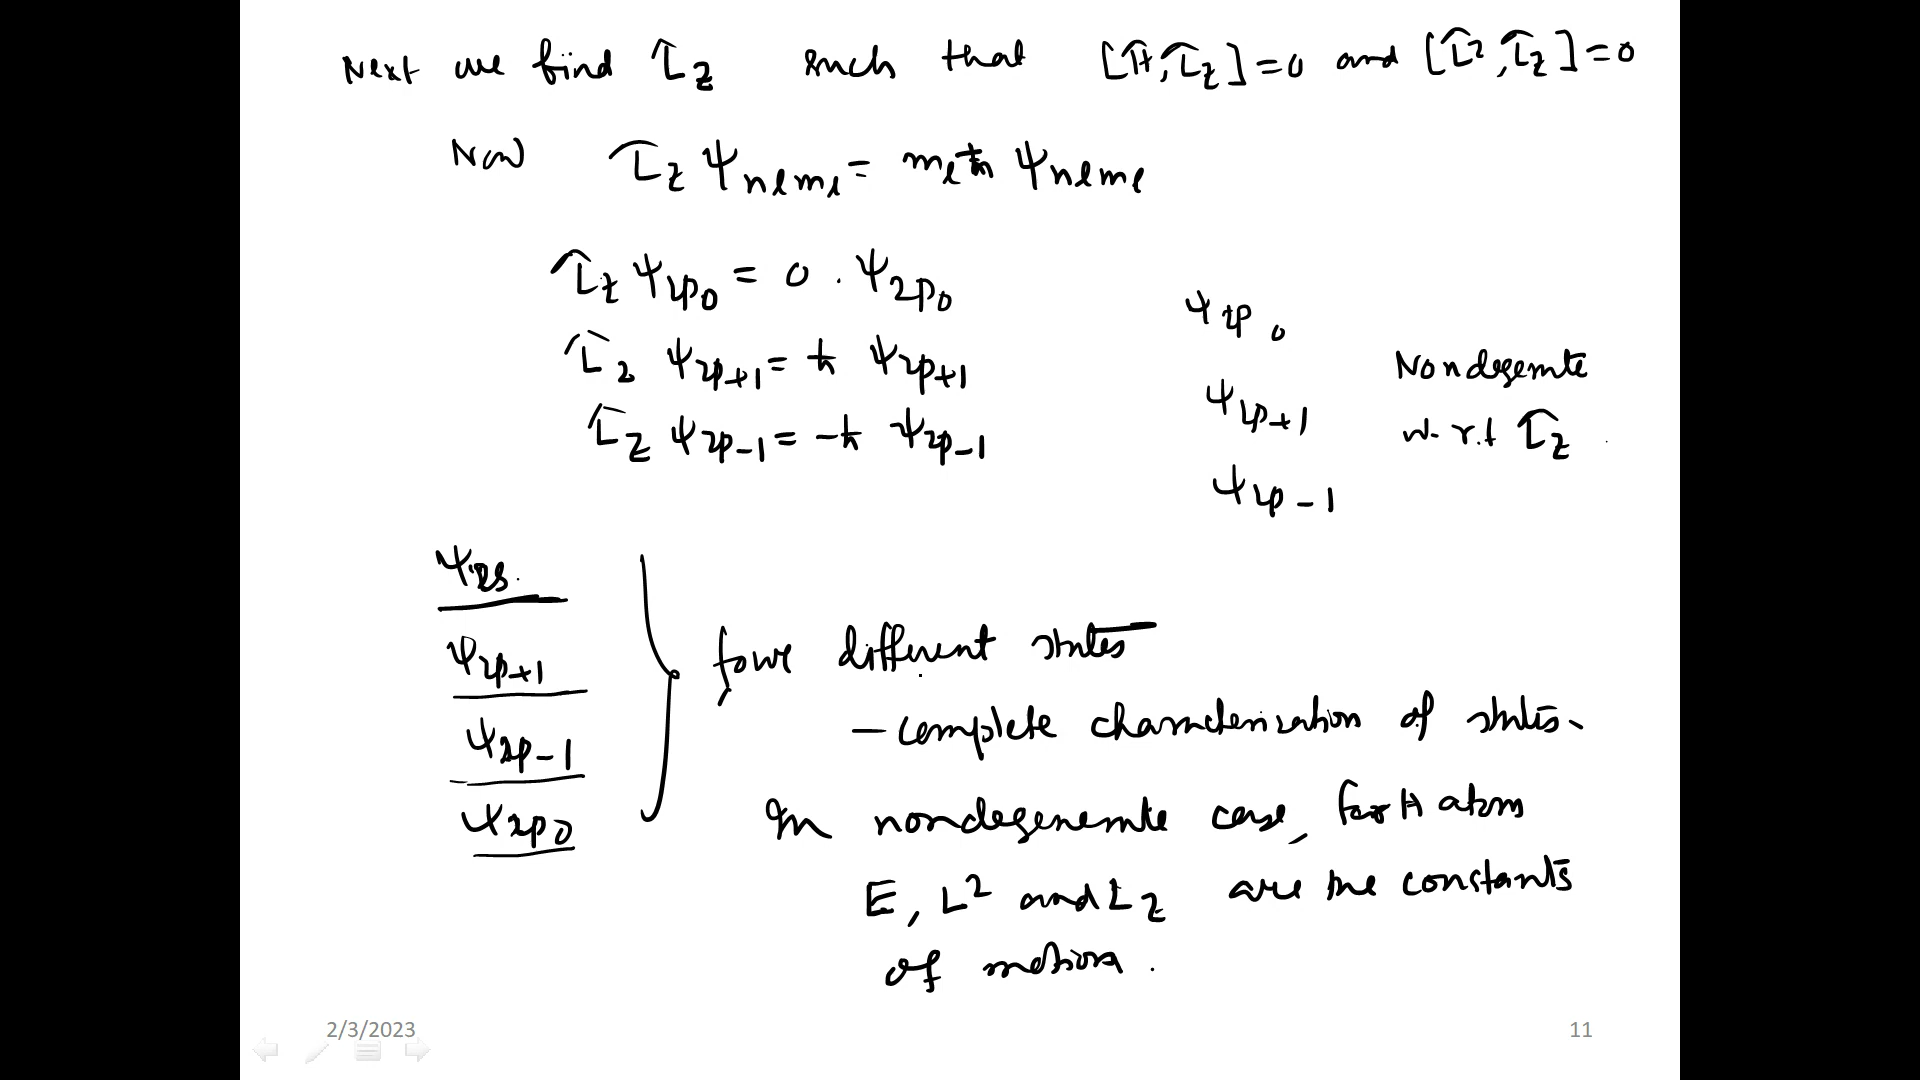 Next we find L̂z such that [Ĥ, L̂z] = 0 and [L̂², L̂z] = 0
Now L̂z ψnlml = mlħ ψnlml
L̂z ψ2p0 = 0 . ψ2p0
L̂z ψ2p+1 = ħ ψ2p+1
L̂z ψ2p-1 = -ħ ψ2p-1
ψ2p0
ψ2p+1
ψ2p-1
Nondegenrte
w.r.t L̂z
ψ2s
ψ2p+1
ψ2p-1
ψ2p0
four different states
- complete characterization of states.
In nondegenerate case, for H atom
E, L² and Lz are the constants
of motion.
2/3/2023
11